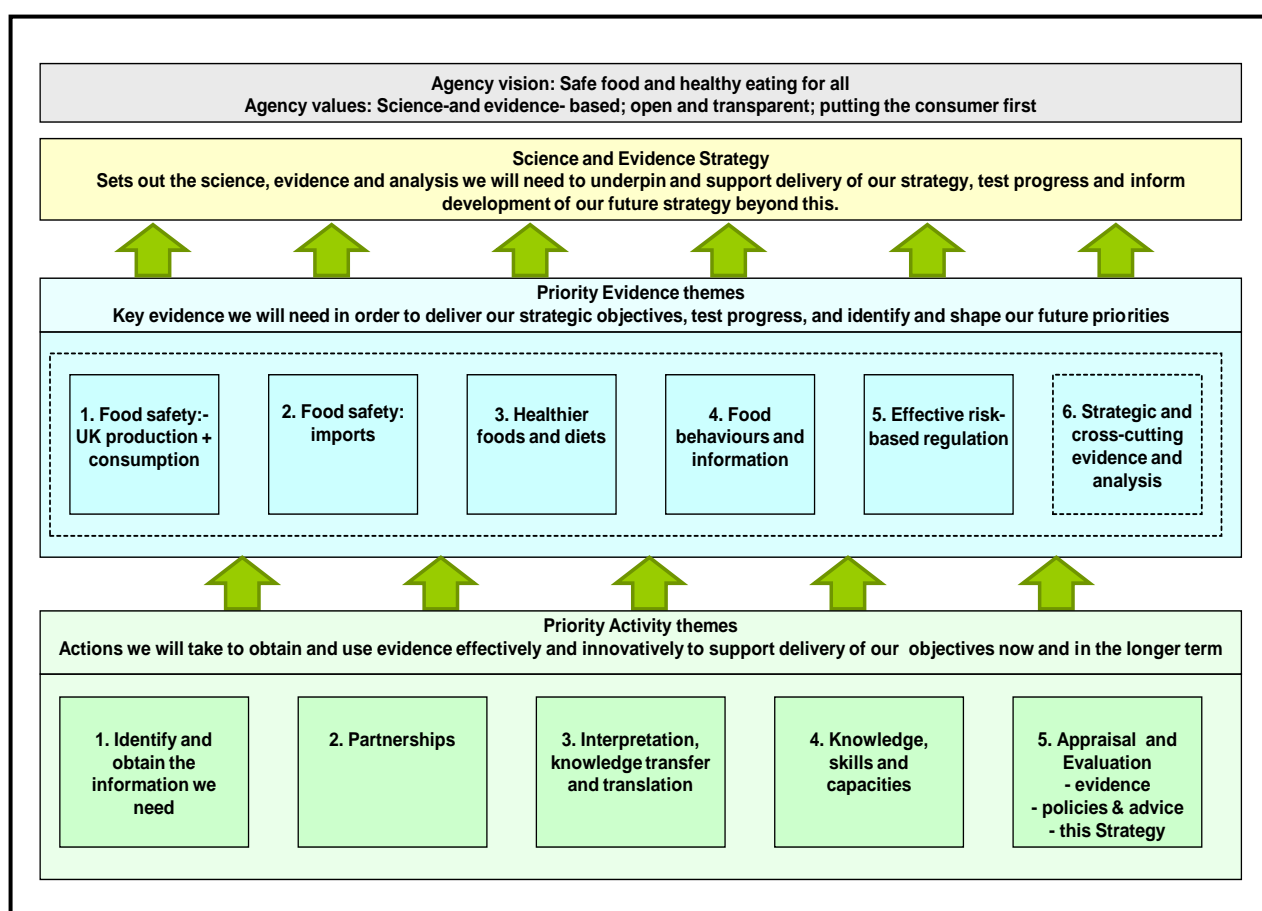 Agency vision: Safe food and healthy eating for all
Agency values: Science-and evidence- based; open and transparent; putting the consumer first
Science and Evidence Strategy
Sets out the science, evidence and analysis we will need to underpin and support delivery of our strategy, test progress and inform
development of our future strategy beyond this.
Priority Evidence themes
Key evidence we will need in order to deliver our strategic objectives, test progress, and identify and shape our future priorities
1. Food safety:-
UK production +
consumption
2. Food safety:
imports
3. Healthier
foods and diets
4. Food
behaviours and
information
5. Effective risk-
based regulation
6. Strategic and
cross-cutting
evidence and
analysis
Priority Activity themes
Actions we will take to obtain and use evidence effectively and innovatively to support delivery of our objectives now and in the longer term
1. Identify and
obtain the
information we
need
2. Partnerships
3. Interpretation,
knowledge transfer
and translation
4. Knowledge,
skills and
capacities
5. Appraisal and
Evaluation
- evidence
- policies & advice
- this Strategy